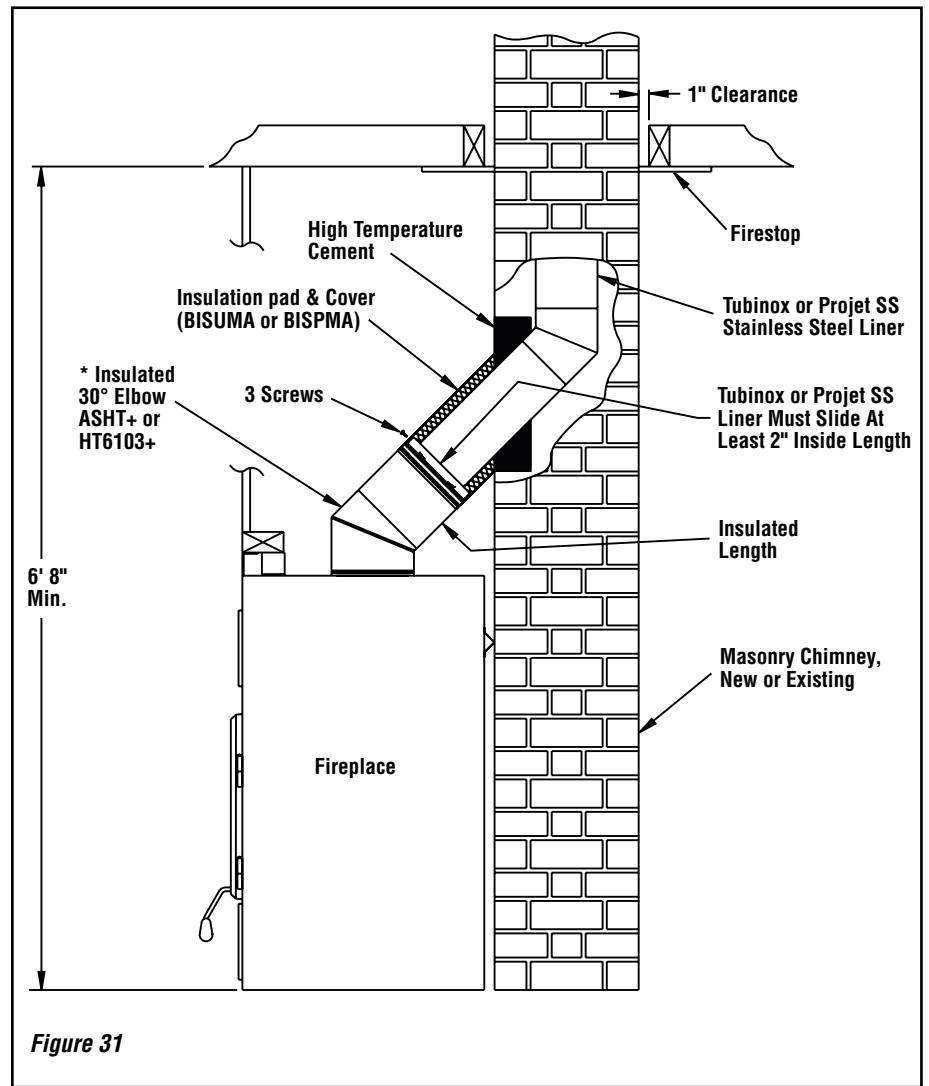 1" Clearance
Firestop
High Temperature
Cement
Insulation pad & Cover
(BISUMA or BISPMA)
Tubinox or Projet SS
Stainless Steel Liner
* Insulated
30° Elbow
ASHT+ or
HT6103+
3 Screws
Tubinox or Projet SS
Liner Must Slide At
Least 2" Inside Length
Insulated
Length
6' 8"
Min.
Masonry Chimney,
New or Existing
Fireplace
Figure 31